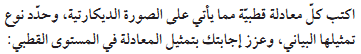 اكتب كلّ معادلة قطبيّة مما يأتي على الصورة الديكارتية، وحدّد نوع
تمثيلها البياني، وعزز إجابتك بتمثيل المعادلة في المستوى القطبي: